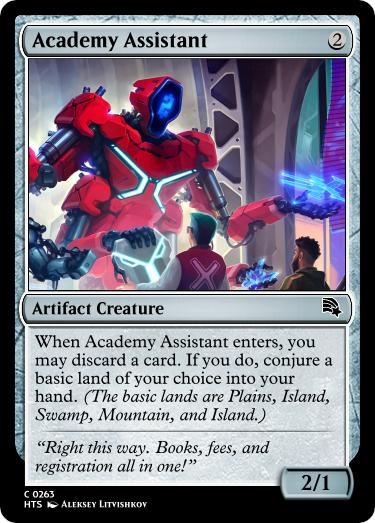 Academy Assistant 2
Artifact Creature
When Academy Assistant enters, you
may discard a card. If you do, conjure a
basic land of your choice into your
hand. (The basic lands are Plains, Island,
Swamp, Mountain, and Island.)
“Right this way. Books, fees, and
registration all in one!”
2/1
C 0263
HTS Aleksey Litvishkov